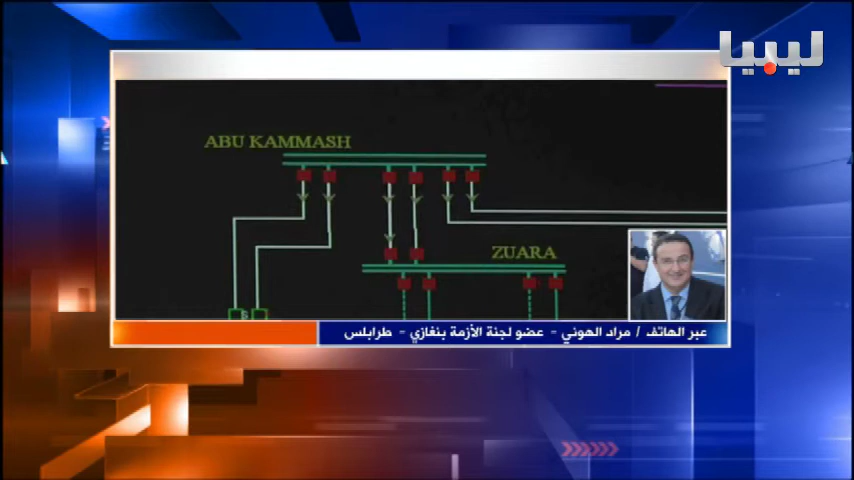 ليبيا
ABU KAMMASH
ZUARA
عبر الهاتف / مراد الهوني - عضو لجنة الأزمة بنغازي - طرابلس